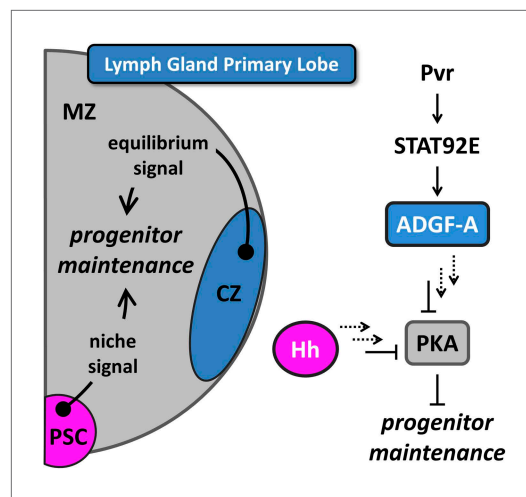 Lymph Gland Primary Lobe
MZ
equilibrium
signal
progenitor
maintenance
CZ
niche
signal
PSC
Pvr
STAT92E
ADGF-A
Hh
PKA
progenitor
maintenance